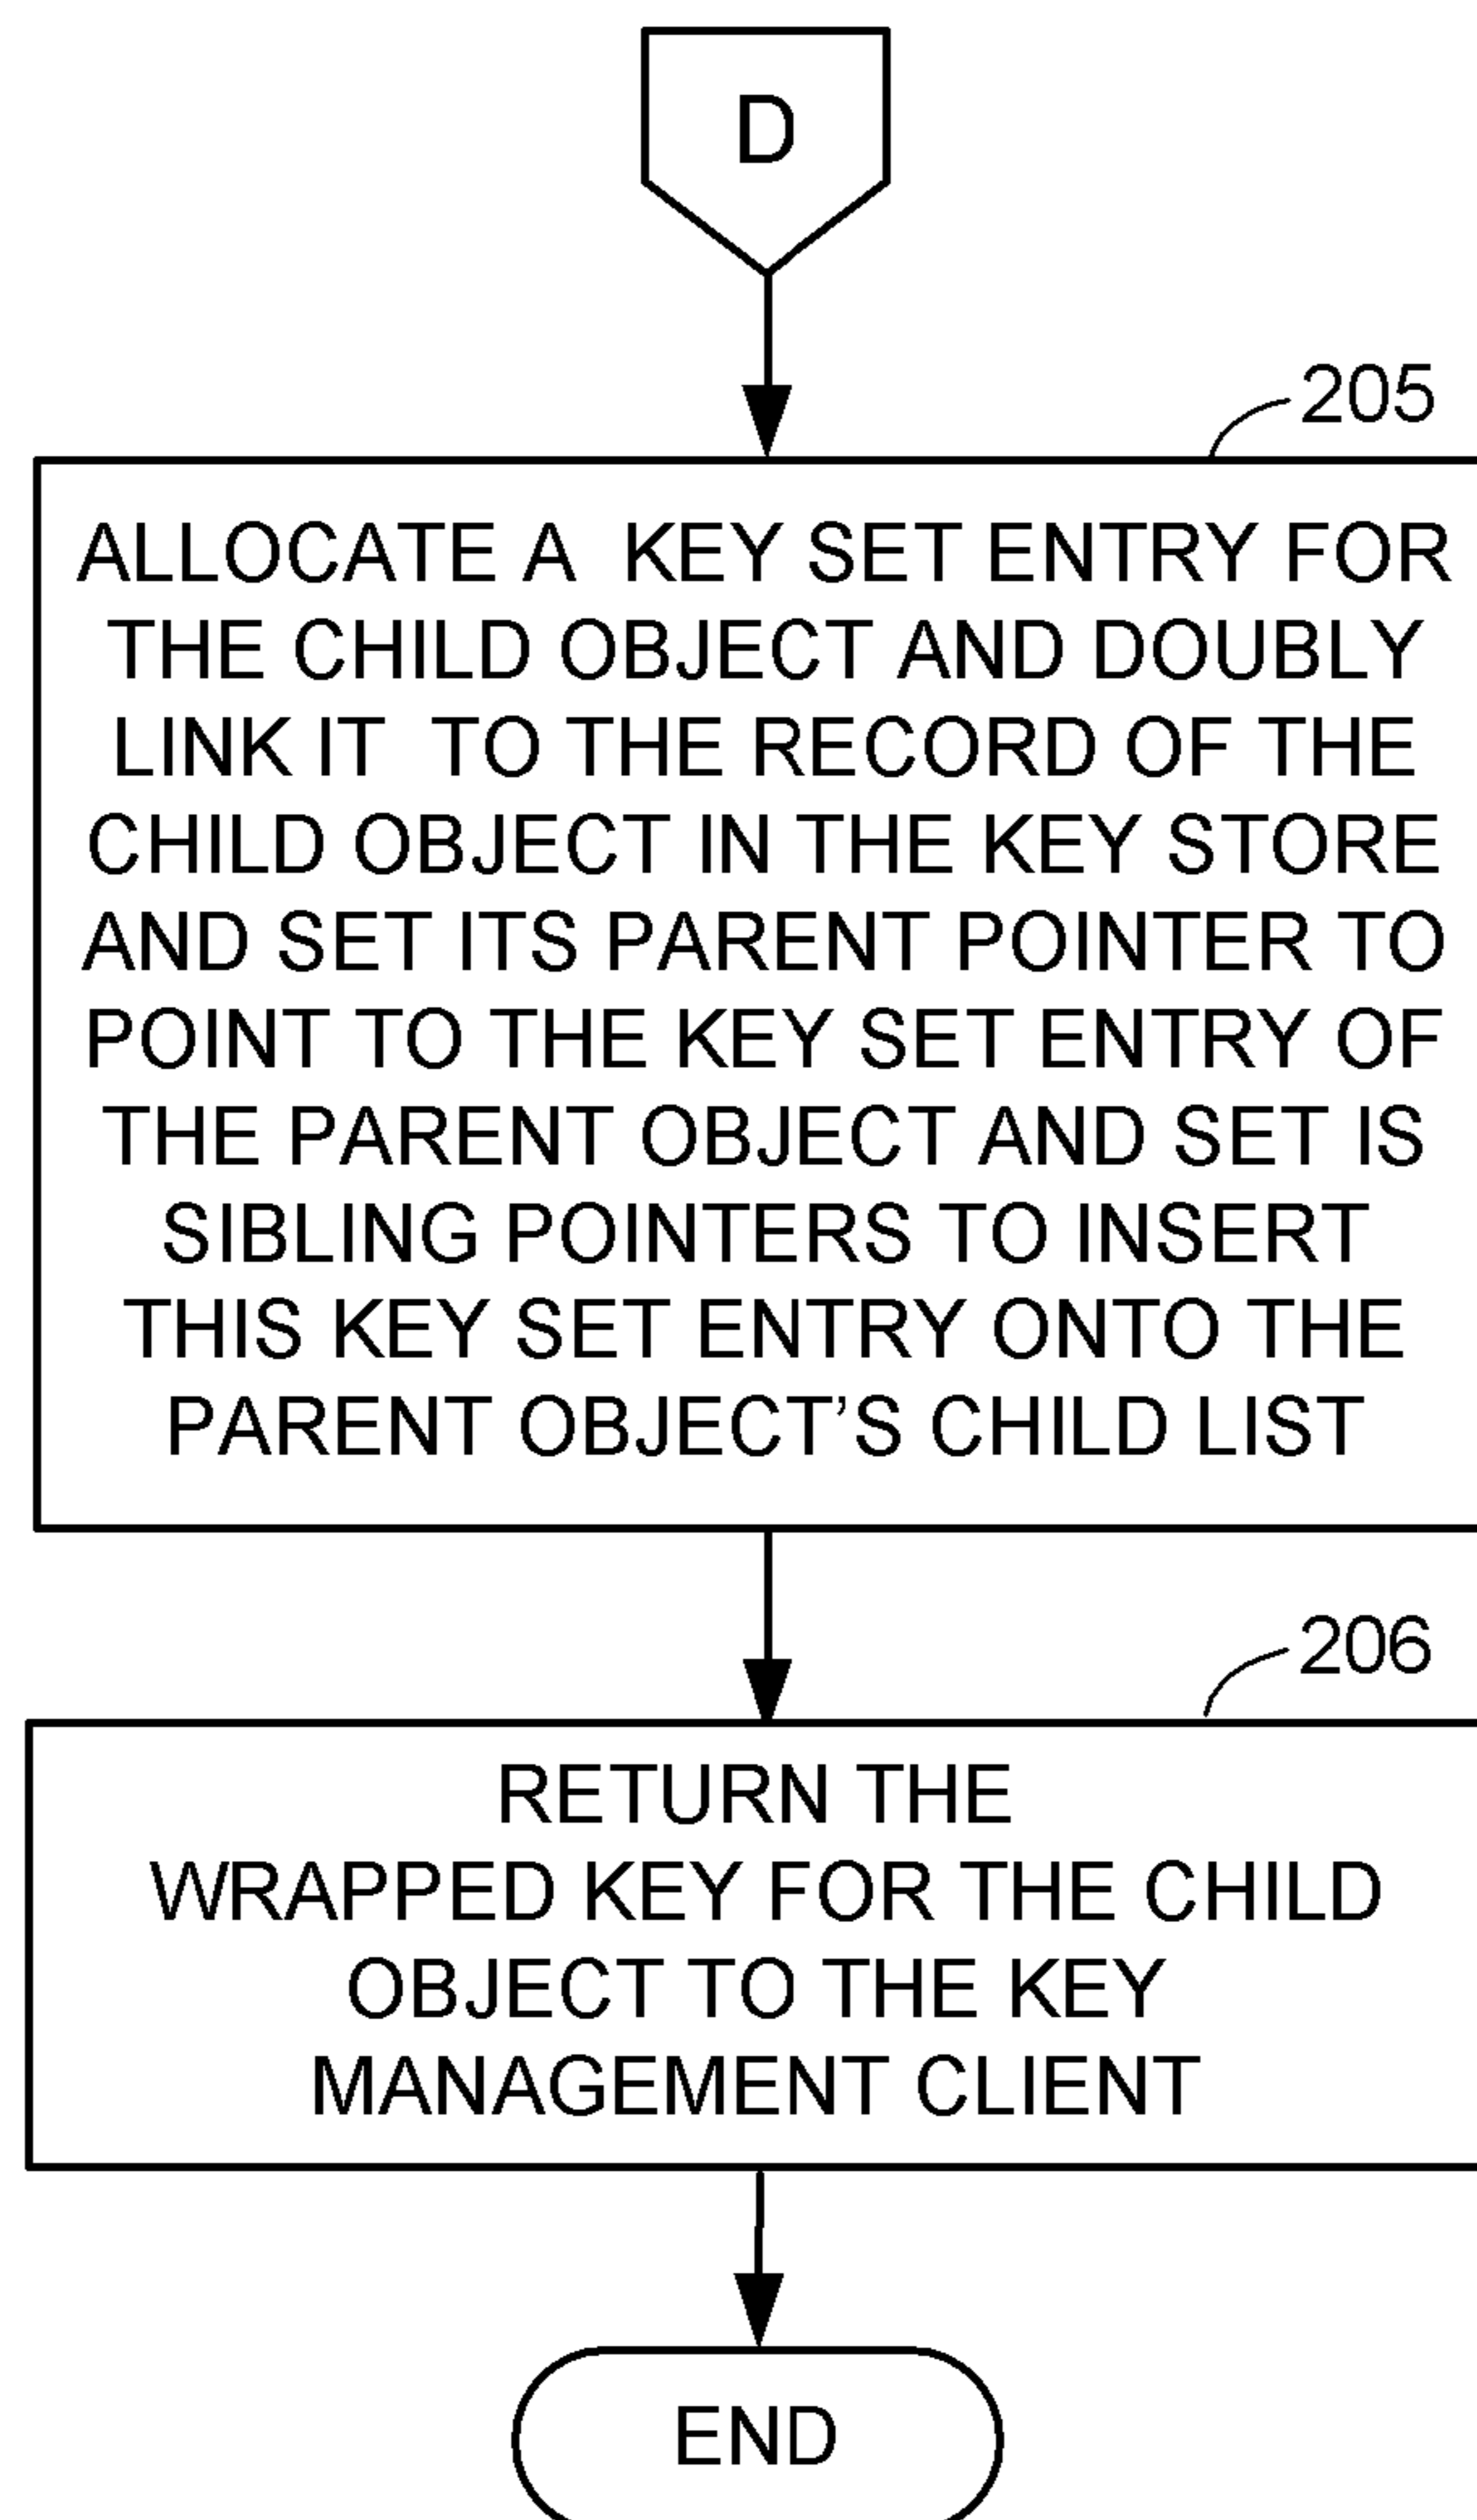 D
205
ALLOCATE A KEY SET ENTRY FOR
THE CHILD OBJECT AND DOUBLY
LINK IT TO THE RECORD OF THE
CHILD OBJECT IN THE KEY STORE
AND SET ITS PARENT POINTER TO
POINT TO THE KEY SET ENTRY OF
THE PARENT OBJECT AND SET IS
SIBLING POINTERS TO INSERT
THIS KEY SET ENTRY ONTO THE
PARENT OBJECT'S CHILD LIST
206
RETURN THE
WRAPPED KEY FOR THE CHILD
OBJECT TO THE KEY
MANAGEMENT CLIENT
END